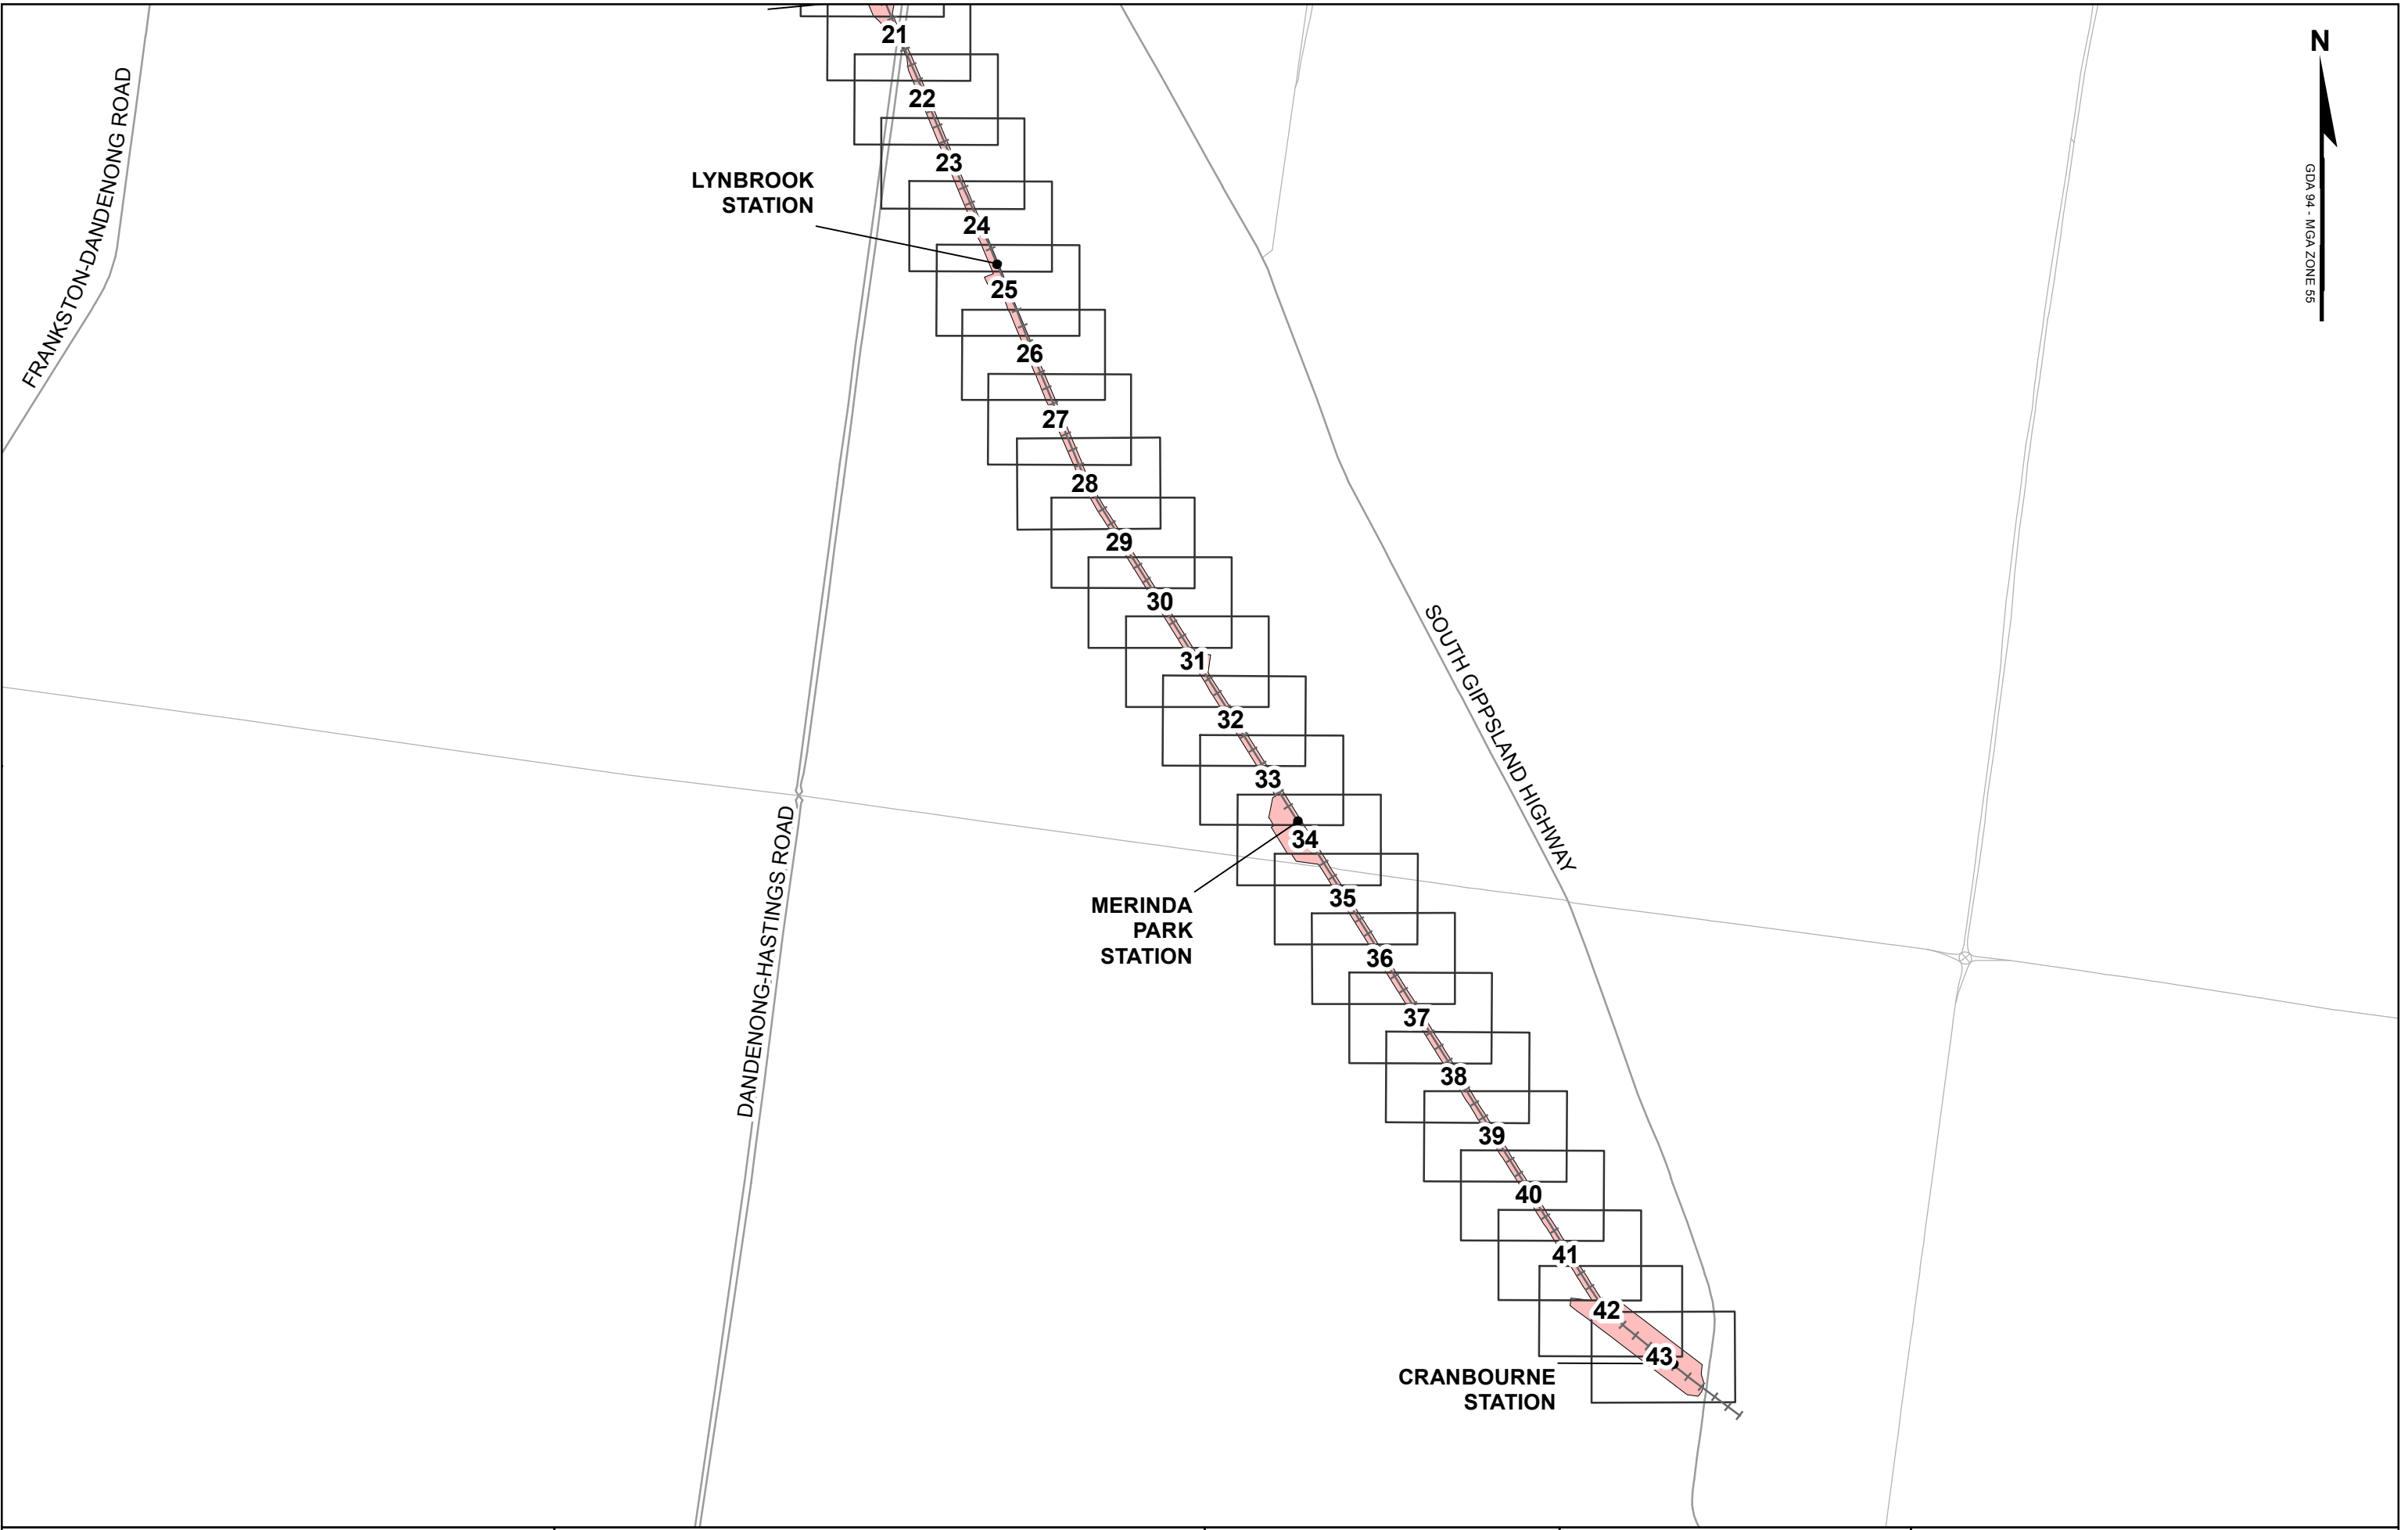 N
GDA 94 - MGA ZONE 55
21
22
23
24
25
26
27
28
29
30
31
32
33
34
35
36
37
38
39
40
41
42
43
FRANKSTON-DANDENONG ROAD
LYNBROOK
STATION
SOUTH GIPPSLAND HIGHWAY
DANDENONG-HASTINGS ROAD
MERINDA
PARK
STATION
CRANBOURNE
STATION